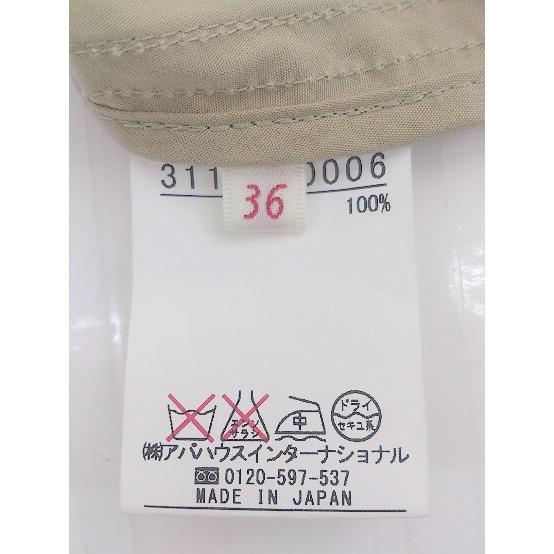 311 0006
36
100%
エンソ
サラシ
中
ドライ
セキユ系
㈱アバハウスインターナショナル
0120-597-537
MADE IN JAPAN